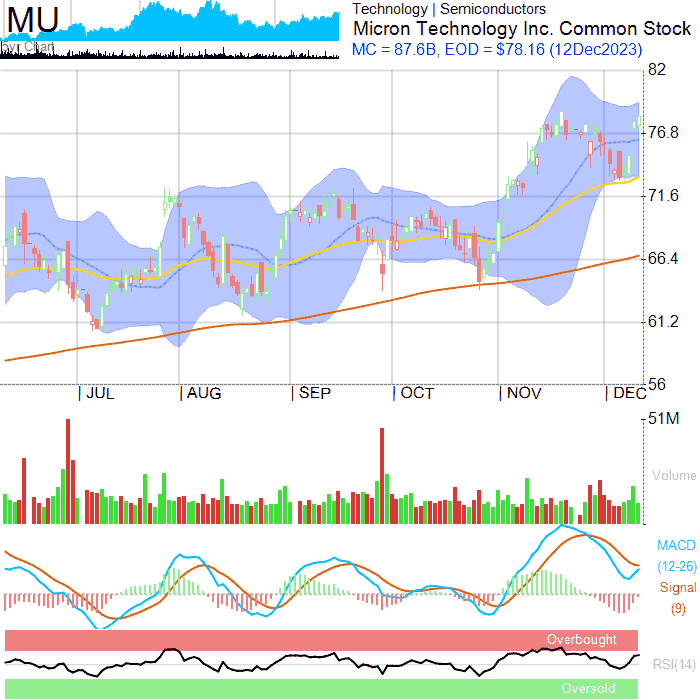 MU
Technology | Semiconductors
Micron Technology Inc. Common Stock
MC = 87.6B, EOD = $78.16 (12Dec2023)
82
76.8
71.6
66.4
61.2
56
| JUL | AUG | SEP | OCT | NOV | DEC
51M
Volume
MACD
(12-26)
Signal
(9)
Overbought
RSI(14)
Oversold